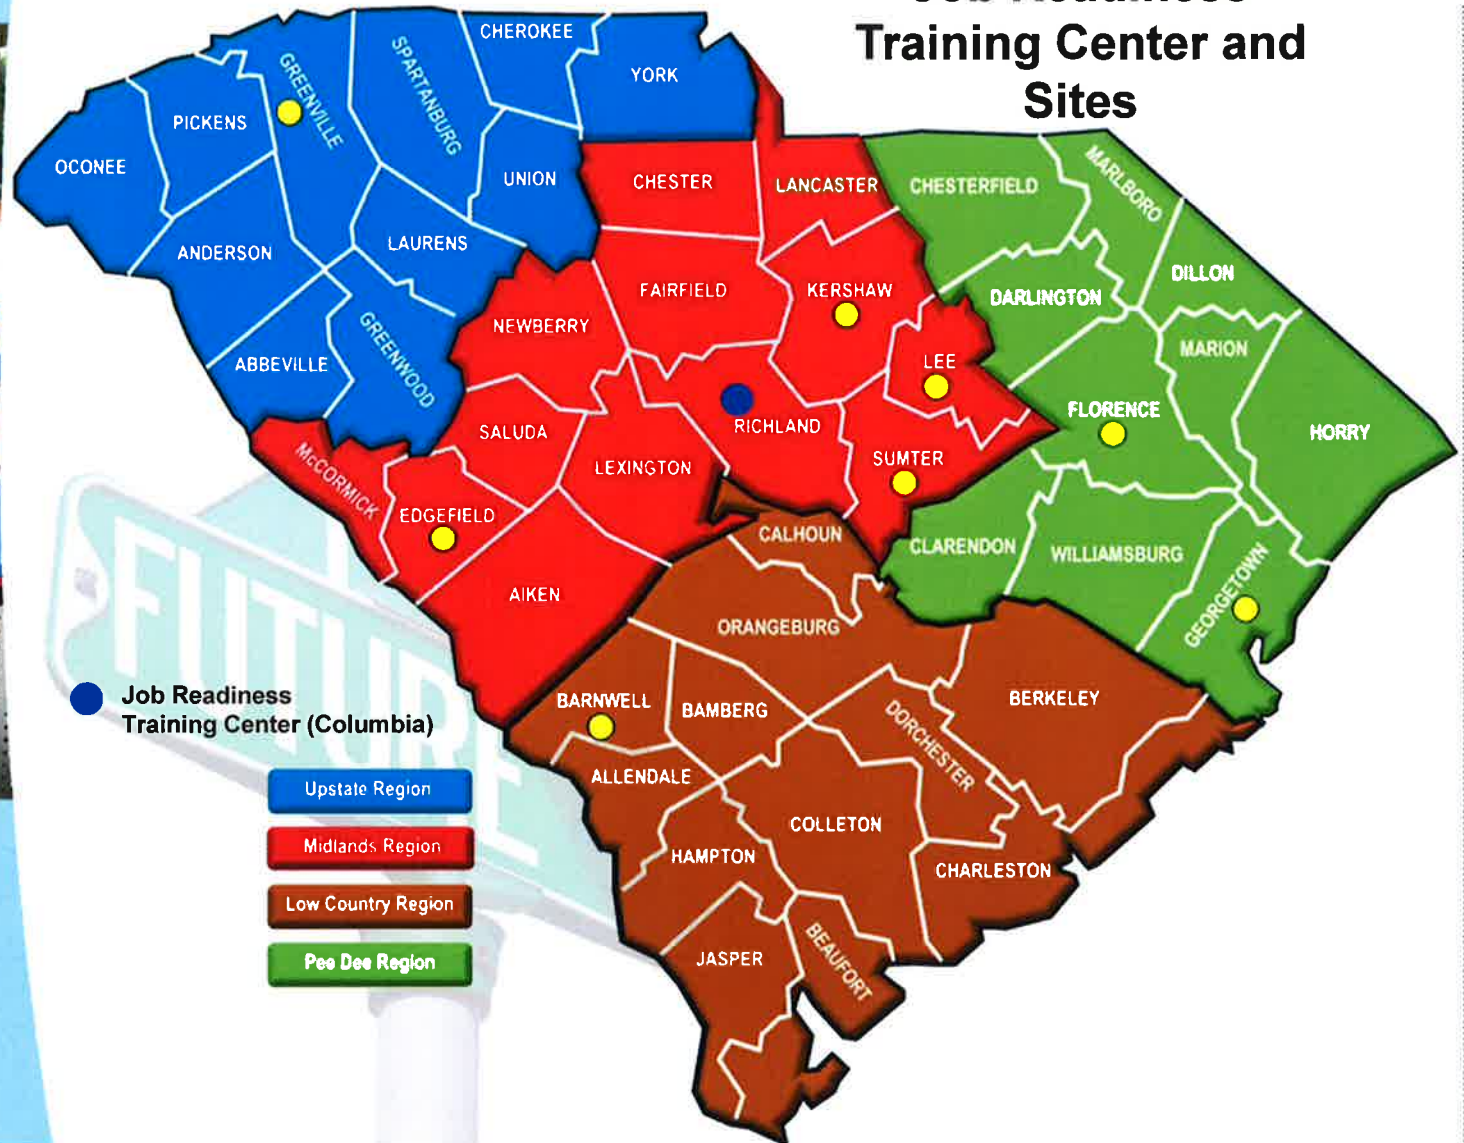 Job Readiness
Training Center and
Sites
CHEROKEE
SPARTANBURG
GREENVILLE
YORK
PICKENS
OCONEE
UNION
CHESTER
LANCASTER
CHESTERFIELD
MARLBORO
ANDERSON
LAURENS
DILLON
FAIRFIELD
KERSHAW
DARLINGTON
NEWBERRY
MARION
ABBEVILLE
GREENWOOD
LEE
FLORENCE
RICHLAND
HORRY
SALUDA
SUMTER
LEXINGTON
McCORMICK
EDGEFIELD
CALHOUN
CLARENDON
WILLIAMSBURG
AIKEN
GEORGETOWN
ORANGEBURG
FUTURE
Job Readiness
Training Center (Columbia)
BARNWELL
BAMBERG
BERKELEY
DORCHESTER
ALLENDALE
Upstate Region
COLLETON
Midlands Region
HAMPTON
CHARLESTON
Low Country Region
JASPER
BEAUFORT
Pee Dee Region